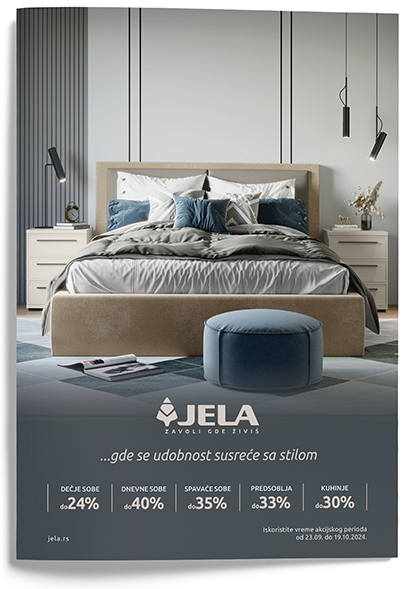 JELA
ZAVOLI GDE ŽIVIŠ
...gde se udobnost susreće sa stilom
DEČJE SOBE
do24%
DNEVNE SOBE
do40%
SPAVAĆE SOBE
do35%
PREDSOBLJA
do33%
KUHINJE
do30%
Iskoristite vreme akcijskog perioda
od 23.09. do 19.10.2024.
jela.rs